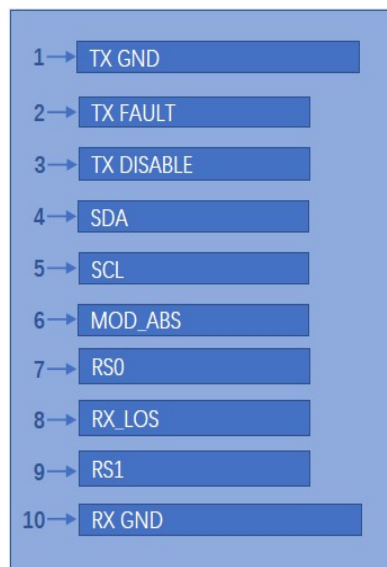 1 TX GND
2 TX FAULT
3 TX DISABLE
4 SDA
5 SCL
6 MOD_ABS
7 RS0
8 RX_LOS
9 RS1
10 RX GND